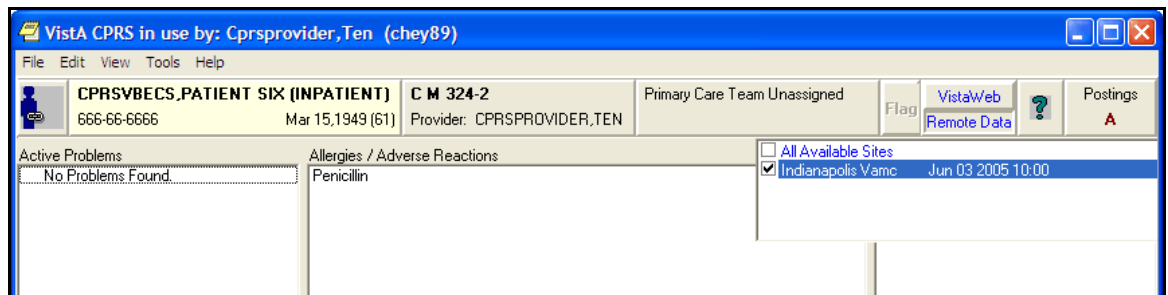 VistA CPRS in use by: Cprsprovider,Ten (chey89)
File Edit View Tools Help
CPRSVBECS,PATIENT SIX (INPATIENT) C M 324-2 Primary Care Team Unassigned Flag VistaWeb ? Postings
666-66-6666 Mar 15,1949 (61) Provider: CPRSPROVIDER,TEN Remote Data A
Active Problems Allergies / Adverse Reactions All Available Sites
No Problems Found. Penicillin Indianapolis Vamc Jun 03 2005 10:00